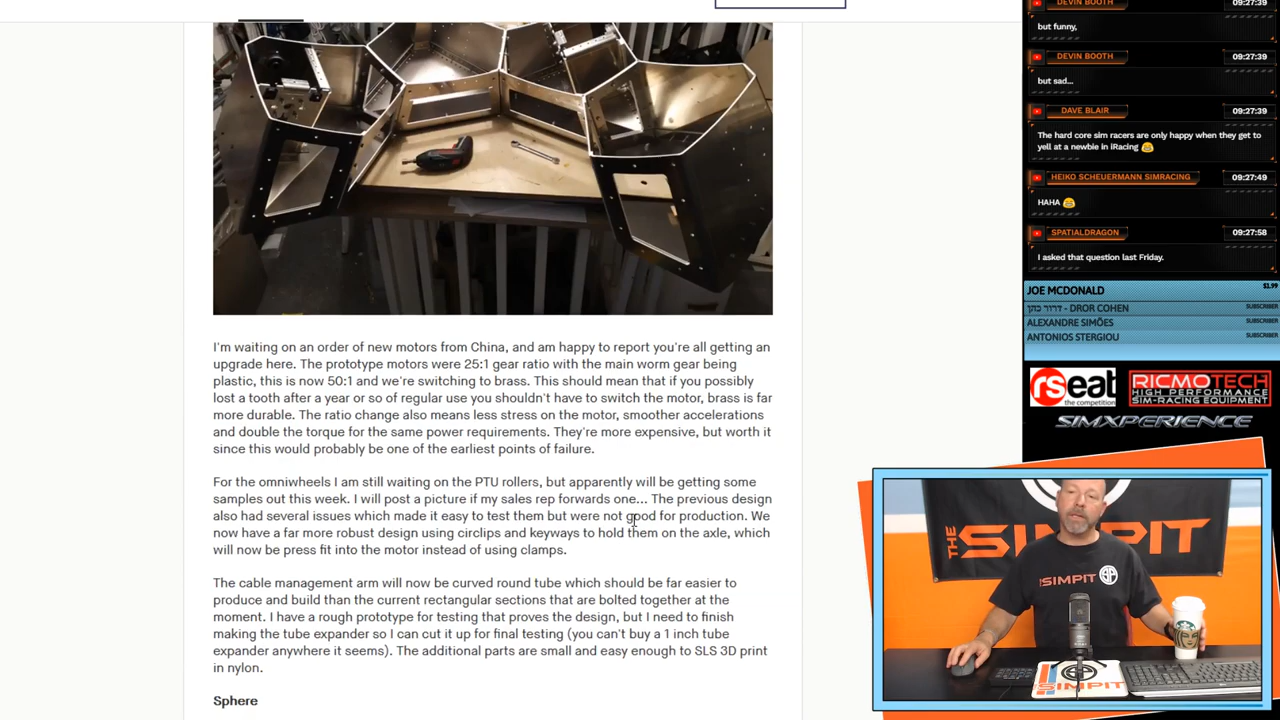 I'm waiting on an order of new motors from China, and am happy to report you're all getting an
upgrade here. The prototype motors were 25:1 gear ratio with the main worm gear being
plastic, this is now 50:1 and we're switching to brass. This should mean that if you possibly
lost a tooth after a year or so of regular use you shouldn't have to switch the motor, brass is far
more durable. The ratio change also means less stress on the motor, smoother accelerations
and double the torque for the same power requirements. They're more expensive, but worth it
since this would probably be one of the earliest points of failure.
For the omniwheels I am still waiting on the PTU rollers, but apparently will be getting some
samples out this week. I will post a picture if my sales rep forwards one... The previous design
also had several issues which made it easy to test them but were not good for production. We
now have a far more robust design using circlips and keyways to hold them on the axle, which
will now be press fit into the motor instead of using clamps.
The cable management arm will now be curved round tube which should be far easier to
produce and build than the current rectangular sections that are bolted together at the
moment. I have a rough prototype for testing that proves the design, but I need to finish
making the tube expander so I can cut it up for final testing (you can't buy a 1 inch tube
expander anywhere it seems). The additional parts are small and easy enough to SLS 3D print
in nylon.
Sphere
DEVIN BOOTH 09:27:39
but funny,
DEVIN BOOTH 09:27:39
but sad...
DAVE BLAIR 09:27:39
The hard core sim racers are only happy when they get to
yell at a newbie in iRacing 😂
HEIKO SCHEUERMANN SIMRACING 09:27:49
HAHA 😂
SPATIALDRAGON 09:27:58
I asked that question last Friday.
JOE MCDONALD $1.99
דרור כהן - DROR COHEN SUBSCRIBER
ALEXANDRE SIMÕES SUBSCRIBER
ANTONIOS STERGIOU SUBSCRIBER
rseat
the competition
RICMOTECH
HIGH PERFORMANCE
SIM-RACING EQUIPMENT
SIMXPERIENCE
THE SIMPIT
THE SIMPIT
SIMPIT